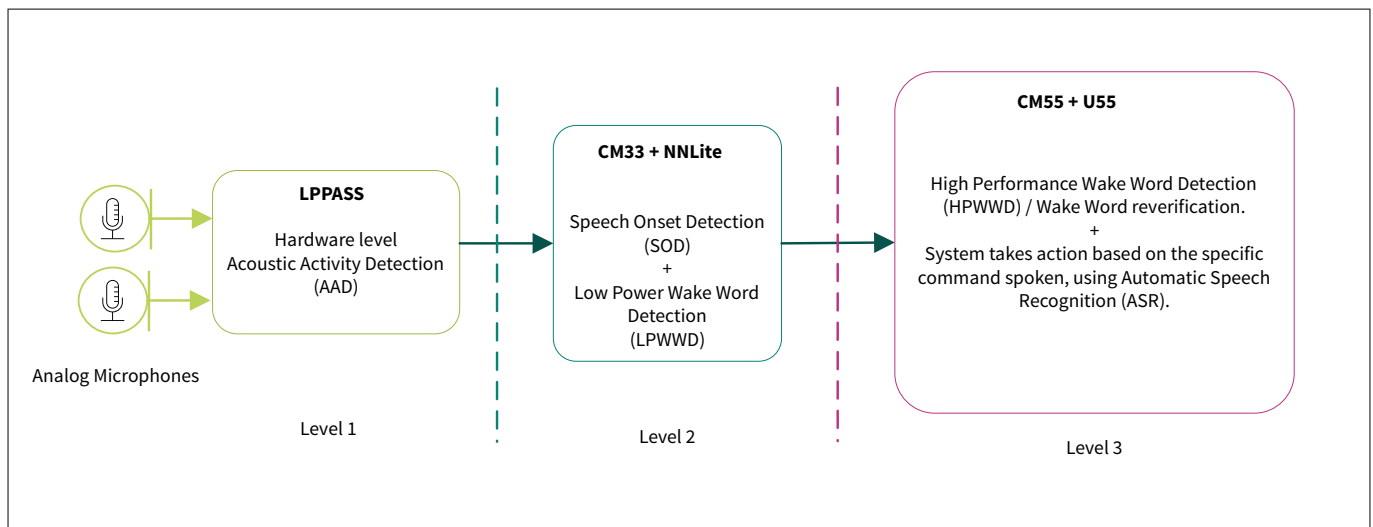 Analog Microphones
LPPASS
Hardware level
Acoustic Activity Detection
(AAD)
Level 1
CM33 + NNLite
Speech Onset Detection
(SOD)
+
Low Power Wake Word
Detection
(LPWWD)
Level 2
CM55 + U55
High Performance Wake Word Detection
(HPWWD) / Wake Word reverification.
+
System takes action based on the specific
command spoken, using Automatic Speech
Recognition (ASR).
Level 3